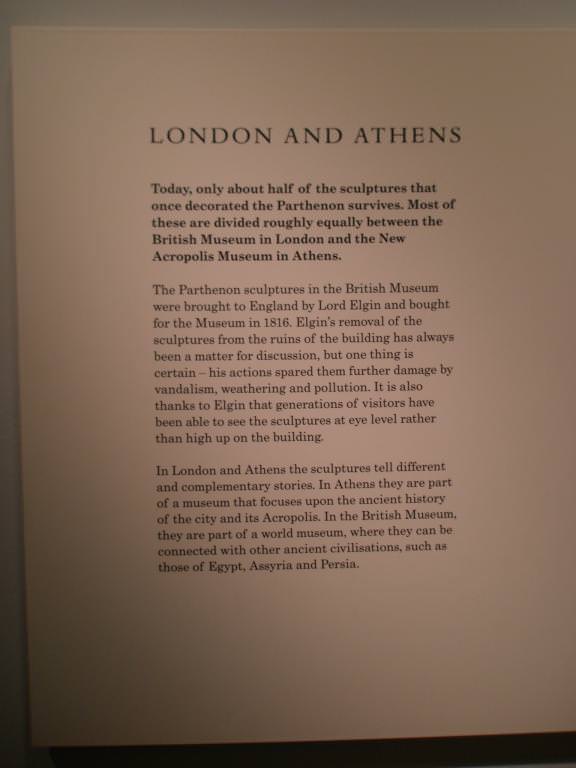 LONDON AND ATHENS
Today, only about half of the sculptures that
once decorated the Parthenon survives. Most of
these are divided roughly equally between the
British Museum in London and the New
Acropolis Museum in Athens.
The Parthenon sculptures in the British Museum
were brought to England by Lord Elgin and bought
for the Museum in 1816. Elgin's removal of the
sculptures from the ruins of the building has always
been a matter for discussion, but one thing is
certain – his actions spared them further damage by
vandalism, weathering and pollution. It is also
thanks to Elgin that generations of visitors have
been able to see the sculptures at eye level rather
than high up on the building.
In London and Athens the sculptures tell different
and complementary stories. In Athens they are part
of a museum that focuses upon the ancient history
of the city and its Acropolis. In the British Museum,
they are part of a world museum, where they can be
connected with other ancient civilisations, such as
those of Egypt, Assyria and Persia.